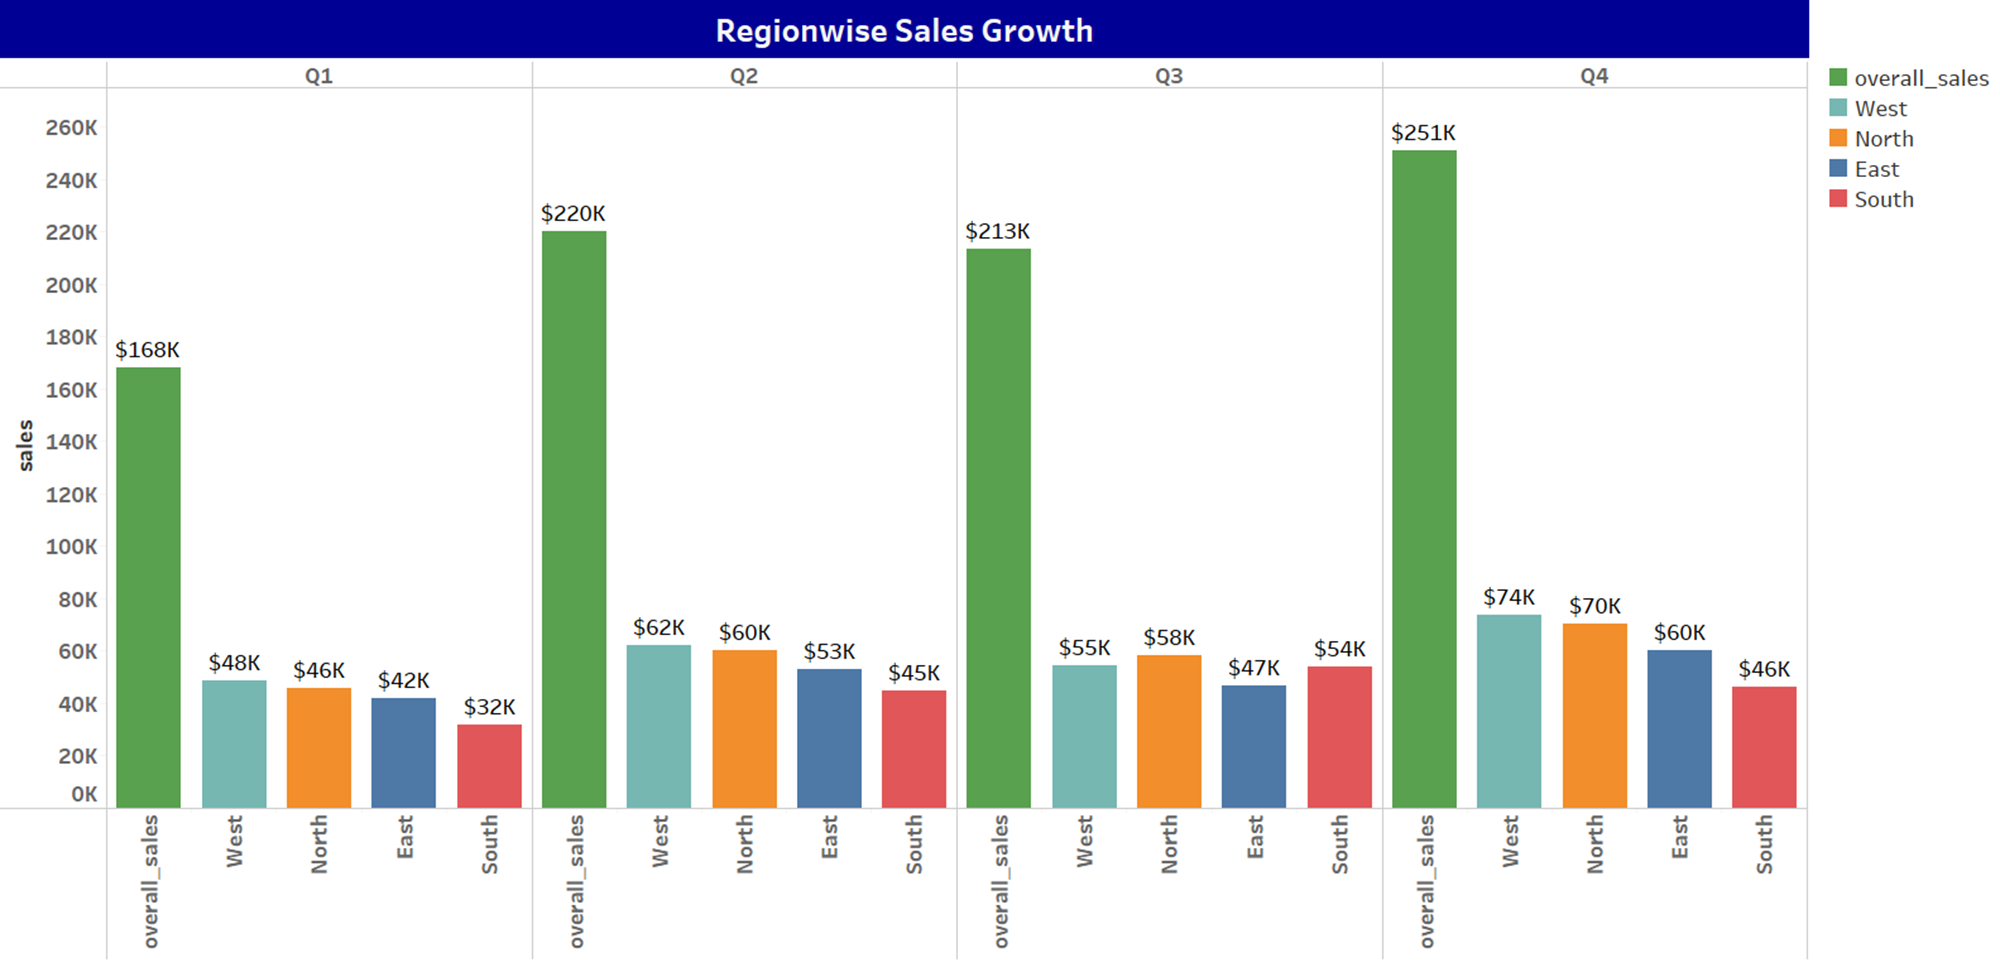 Regionwise Sales Growth
Q1 Q2 Q3 Q4
overall_sales
West
North
East
South
260K
240K
220K
200K
180K
160K
140K
120K
100K
80K
60K
40K
20K
0K
sales
$168K $48K $46K $42K $32K
$220K $62K $60K $53K $45K
$213K $55K $58K $47K $54K
$251K $74K $70K $60K $46K
overall_sales West North East South
overall_sales West North East South
overall_sales West North East South
overall_sales West North East South